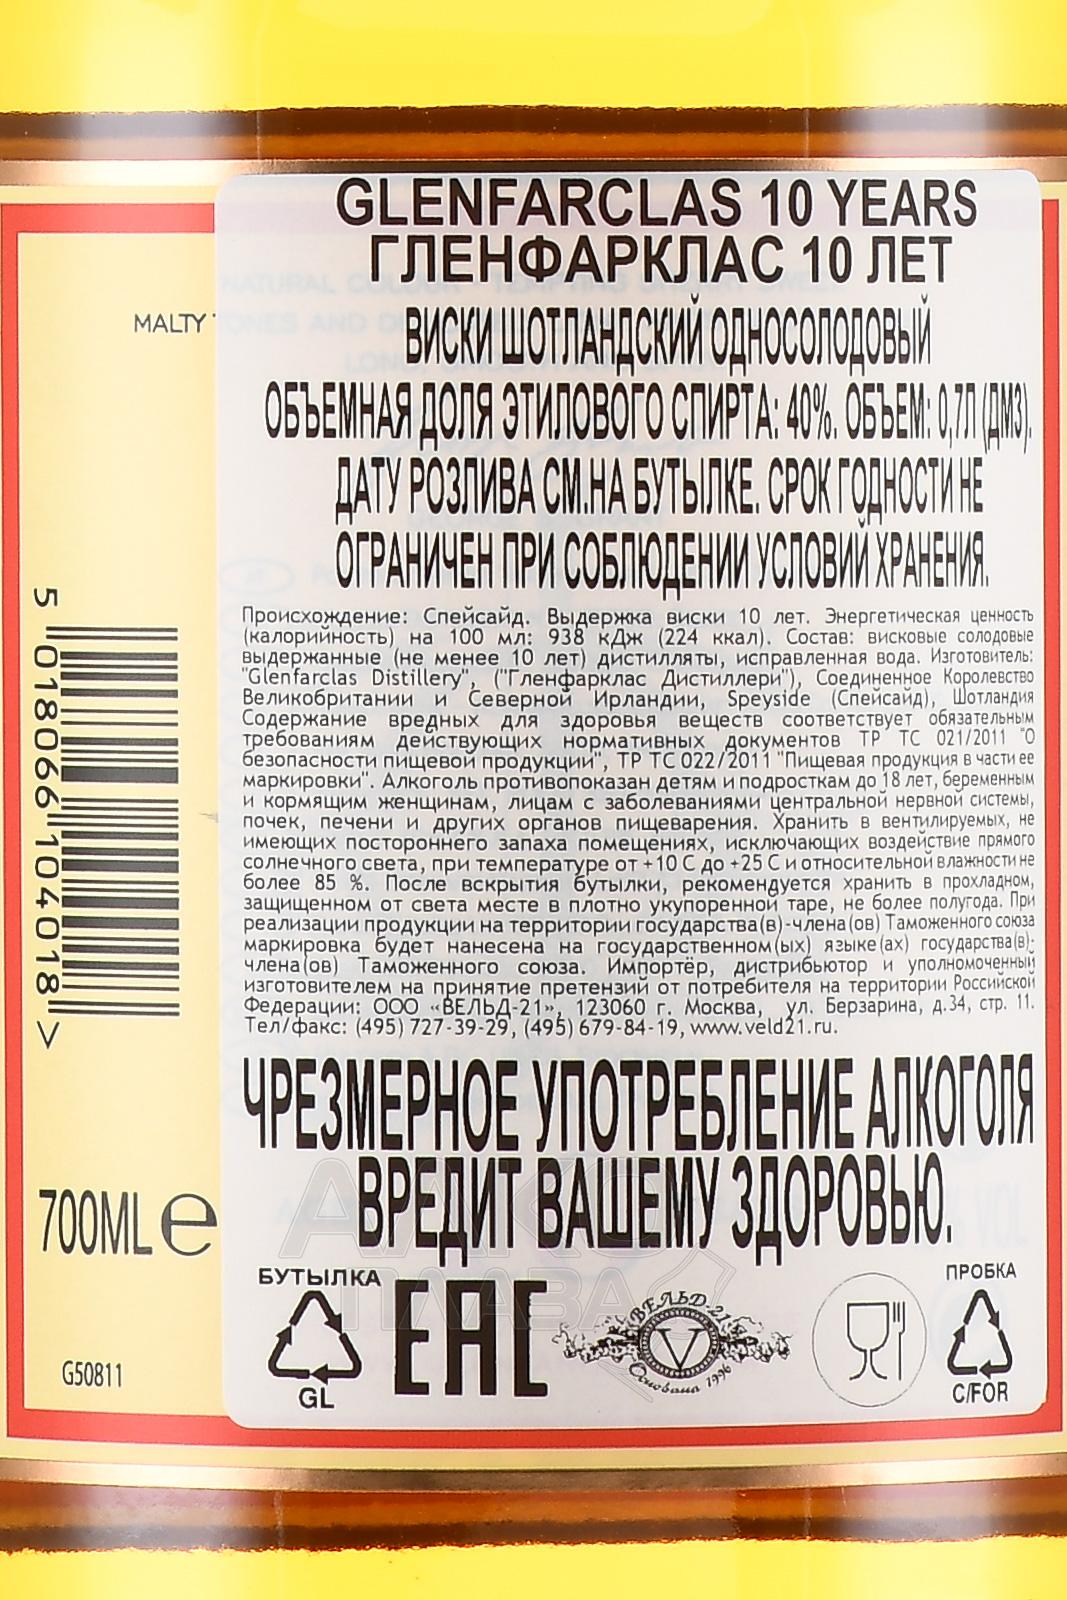 GLENFARCLAS 10 YEARS
ГЛЕНФАРКЛАС 10 ЛЕТ
ВИСКИ ШОТЛАНДСКИЙ ОДНОСОЛОДОВЫЙ
ОБЪЕМНАЯ ДОЛЯ ЭТИЛОВОГО СПИРТА: 40%. ОБЪЕМ: 0,7Л (ДМ3).
ДАТУ РОЗЛИВА СМ.НА БУТЫЛКЕ. СРОК ГОДНОСТИ НЕ
ОГРАНИЧЕН ПРИ СОБЛЮДЕНИИ УСЛОВИЙ ХРАНЕНИЯ.
Происхождение: Спейсайд. Выдержка виски 10 лет. Энергетическая ценность
(калорийность) на 100 мл: 938 кДж (224 ккал). Состав: висковые солодовые
выдержанные (не менее 10 лет) дистилляты, исправленная вода. Изготовитель:
"Glenfarclas Distillery", ("Гленфарклас Дистиллери"), Соединенное Королевство
Великобритании и Северной Ирландии, Speyside (Спейсайд), Шотландия
Содержание вредных для здоровья веществ соответствует обязательным
требованиям действующих нормативных документов ТР ТС 021/2011 "О
безопасности пищевой продукции", ТР ТС 022/2011 "Пищевая продукция в части ее
маркировки". Алкоголь противопоказан детям и подросткам до 18 лет, беременным
и кормящим женщинам, лицам с заболеваниями центральной нервной системы,
почек, печени и других органов пищеварения. Хранить в вентилируемых, не
имеющих постороннего запаха помещениях, исключающих воздействие прямого
солнечного света, при температуре от +10 С до +25 С и относительной влажности не
более 85 %. После вскрытия бутылки, рекомендуется хранить в прохладном,
защищенном от света месте в плотно укупоренной таре, не более полугода. При
реализации продукции на территории государства(в)-члена(ов) Таможенного союза
маркировка будет нанесена на государственном(ых) языке(ах) государства(в)-
члена(ов) Таможенного союза. Импортёр, дистрибьютор и уполномоченный
изготовителем на принятие претензий от потребителя на территории Российской
Федерации: ООО «ВЕЛЬД-21», 123060 г. Москва, ул. Берзарина, д.34, стр. 11.
Тел/факс: (495) 727-39-29, (495) 679-84-19, www.veld21.ru.
ЧРЕЗМЕРНОЕ УПОТРЕБЛЕНИЕ АЛКОГОЛЯ
ВРЕДИТ ВАШЕМУ ЗДОРОВЬЮ.
БУТЫЛКА
GL
EAC
ВЕЛЬД-21
V
Основана 1996
ПРОБКА
C/FOR
MALTY
5 018066 104018 >
700ML e
G50811